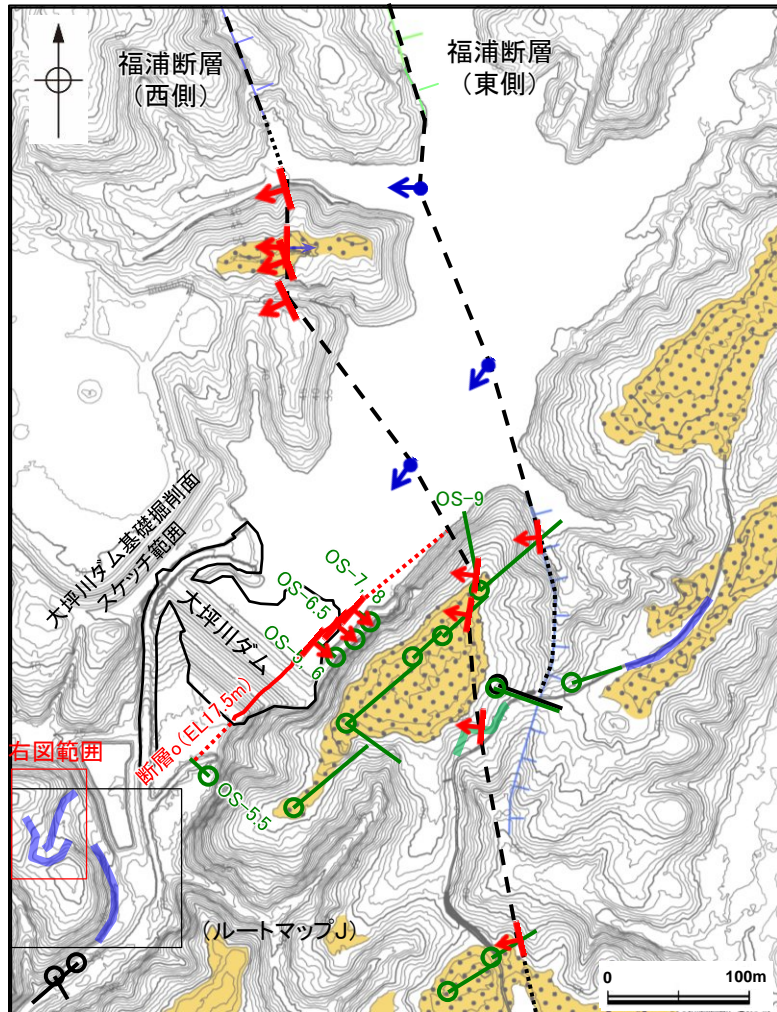 福浦断層
(西側)
福浦断層
(東側)
OS-9
大坪川ダム基礎掘削面
スケッチ範囲
OS-7, 8
OS-6.5
大坪川ダム
OS-3, 6
断層o(EL17.5m)
右図範囲
OS-5.5
(ルートマップJ)
0
100m